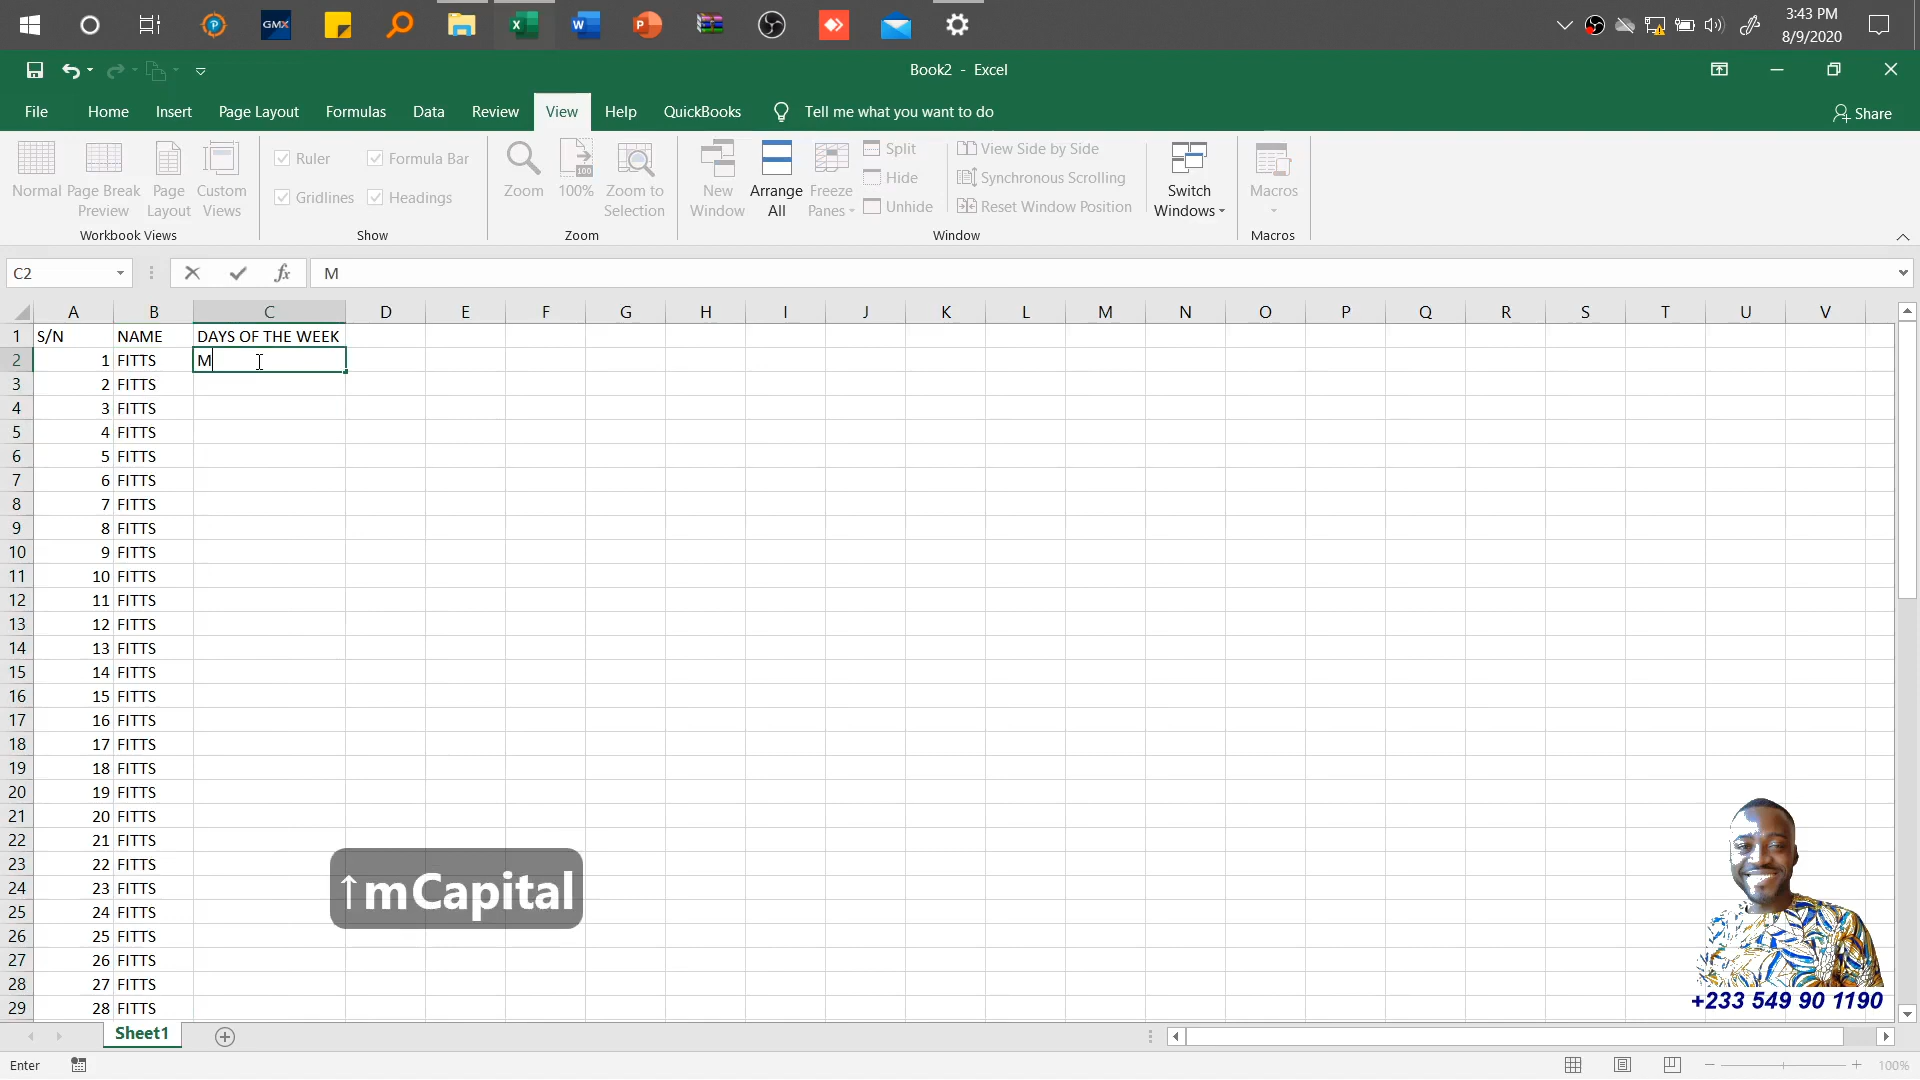 GMX
3:43 PM
8/9/2020
Book2 - Excel
File Home Insert Page Layout Formulas Data Review View Help QuickBooks Tell me what you want to do Share
Normal Page Break Preview Page Layout Custom Views
Workbook Views
Ruler Formula Bar
Gridlines Headings
Show
Zoom 100% Zoom to Selection
Zoom
New Window Arrange All Freeze Panes
Split
Hide
Unhide
View Side by Side
Synchronous Scrolling
Reset Window Position
Switch Windows
Window
Macros
Macros
C2 fx M
A B C D E F G H I J K L M N O P Q R S T U V
1 S/N NAME DAYS OF THE WEEK
2 1 FITTS M
3 2 FITTS
4 3 FITTS
5 4 FITTS
6 5 FITTS
7 6 FITTS
8 7 FITTS
9 8 FITTS
10 9 FITTS
11 10 FITTS
12 11 FITTS
13 12 FITTS
14 13 FITTS
15 14 FITTS
16 15 FITTS
17 16 FITTS
18 17 FITTS
19 18 FITTS
20 19 FITTS
21 20 FITTS
22 21 FITTS
23 22 FITTS
24 23 FITTS
25 24 FITTS
26 25 FITTS
27 26 FITTS
28 27 FITTS
29 28 FITTS
↑mCapital
+233 549 90 1190
Sheet1
Enter
100%